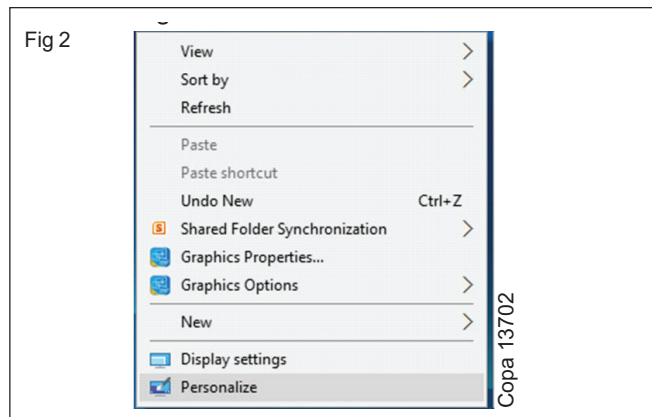 Fig 2
View
Sort by
Refresh
Paste
Paste shortcut
Undo New Ctrl+Z
Shared Folder Synchronization
Graphics Properties...
Graphics Options
New
Display settings
Personalize
Copa 13702